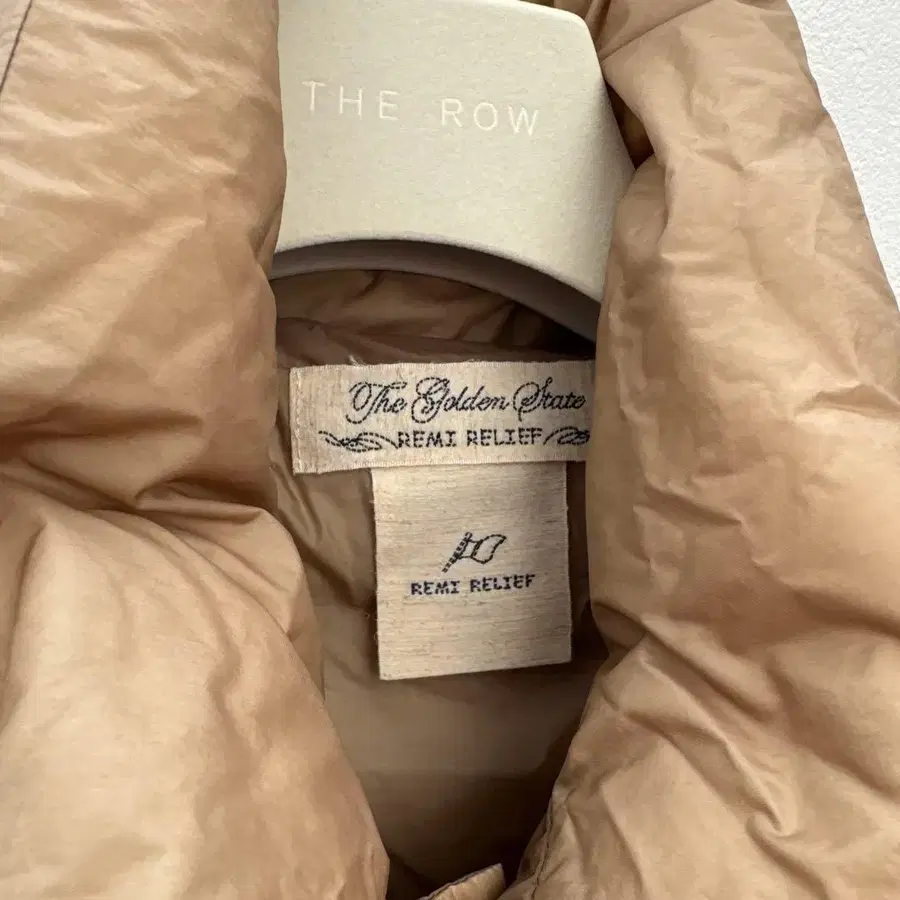 THE ROW
The Golden State
REMI RELIEF
REMI RELIEF